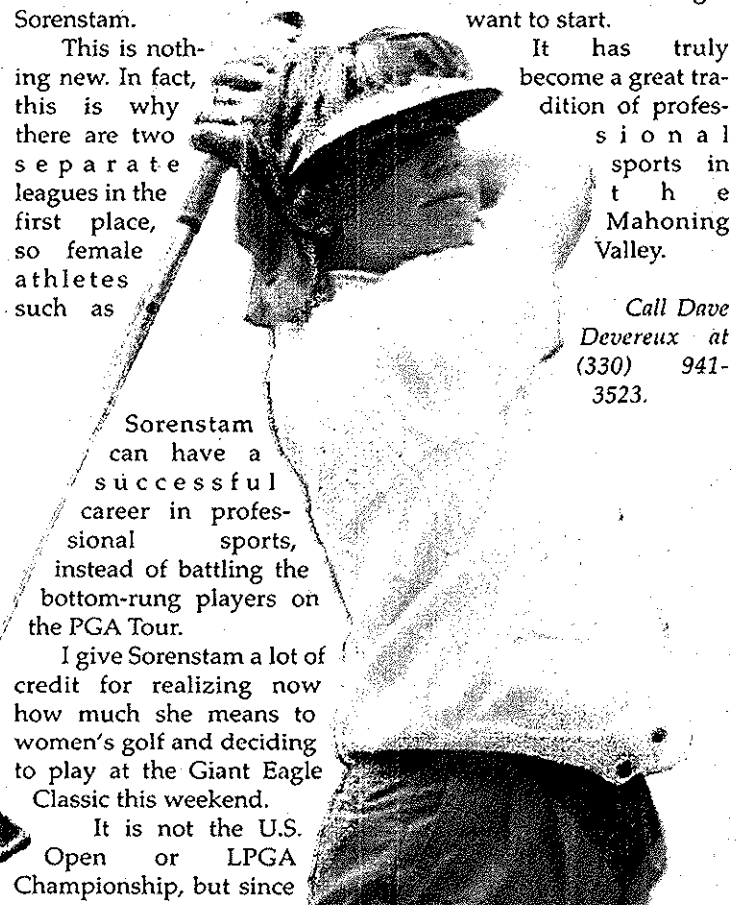 Sorenstam.
This is noth-
ing new. In fact,
this is why
there are two
separate
leagues in the
first place,
so female
athletes
such as
Sorenstam
can have a
successful
career in profes-
sional sports,
instead of battling the
bottom-rung players on
the PGA Tour.
I give Sorenstam a lot of
credit for realizing now
how much she means to
women's golf and deciding
to play at the Giant Eagle
Classic this weekend.
It is not the U.S.
Open or LPGA
Championship, but since
want to start.
It has truly
become a great tra-
dition of profes-
sional
sports in
the
Mahoning
Valley.
Call Dave
Devereux at
(330) 941-
3523.